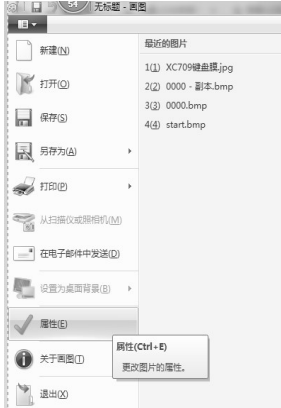 54
无标题 - 画图
新建(N)
打开(O)
保存(S)
另存为(A)
打印(P)
从扫描仪或照相机(M)
在电子邮件中发送(D)
设置为桌面背景(B)
属性(E)
关于画图(T)
退出(X)
最近的图片
1(1) XC709键盘膜.jpg
2(2) 0000 - 副本.bmp
3(3) 0000.bmp
4(4) start.bmp
属性(Ctrl+E)
更改图片的属性。